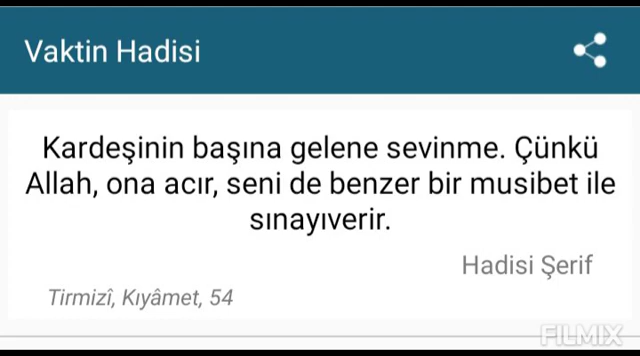 Vaktin Hadisi
Kardeşinin başına gelene sevinme. Çünkü
Allah, ona acır, seni de benzer bir musibet ile
sınayıverir.
Hadisi Şerif
Tirmizî, Kıyâmet, 54
FILMIX